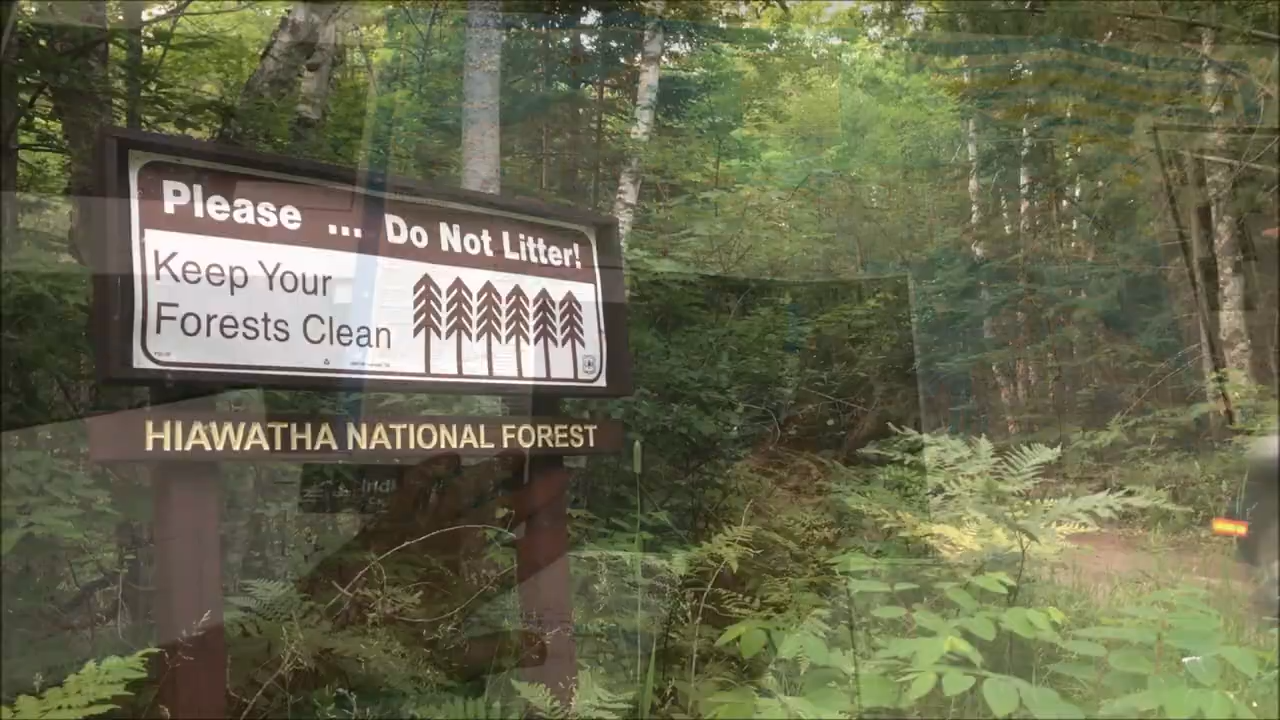 Please ... Do Not Litter!
Keep Your
Forests Clean
HIAWATHA NATIONAL FOREST